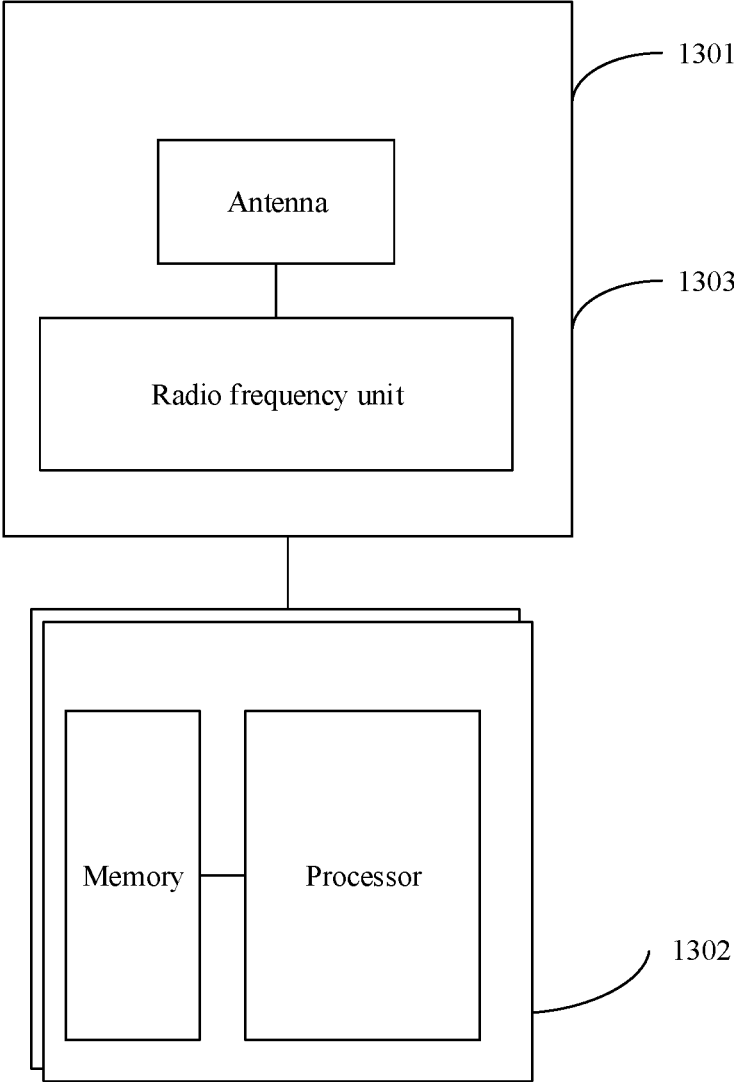 1301
Antenna
1303
Radio frequency unit
Memory
Processor
1302